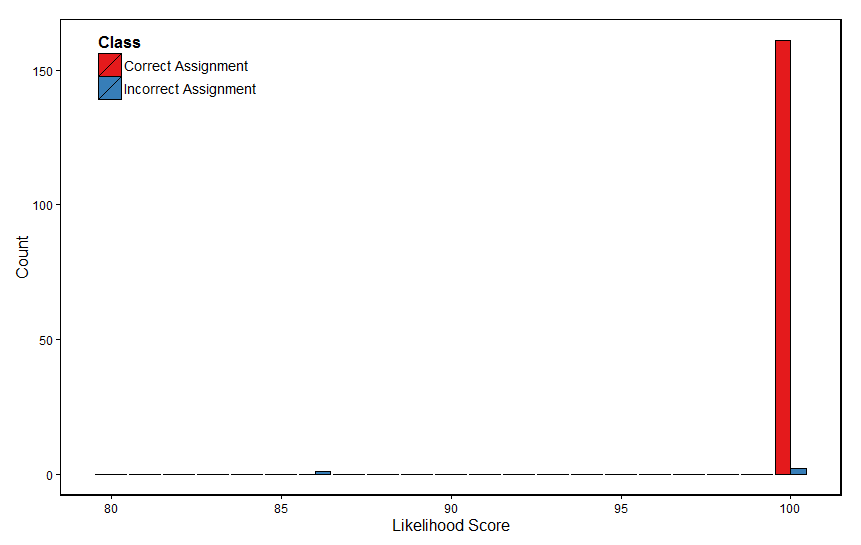 Class
Correct Assignment
Incorrect Assignment
150
100
50
0
Count
80 85 90 95 100
Likelihood Score